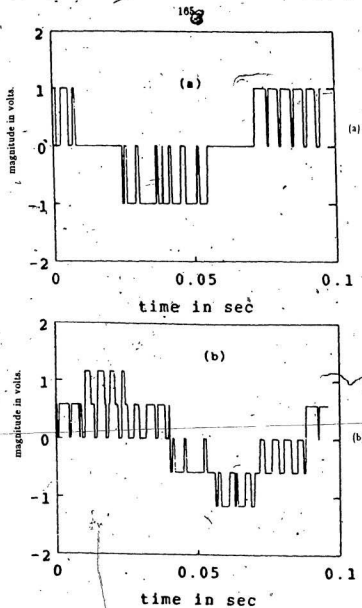 165
2
(a)
1
0
-1
-2
magnitude in volts.
(a)
0
0.05
0.1
time in sec
2
(b)
1
0
-1
-2
magnitude in volts.
(b
0
0.05
0.1
time in sec